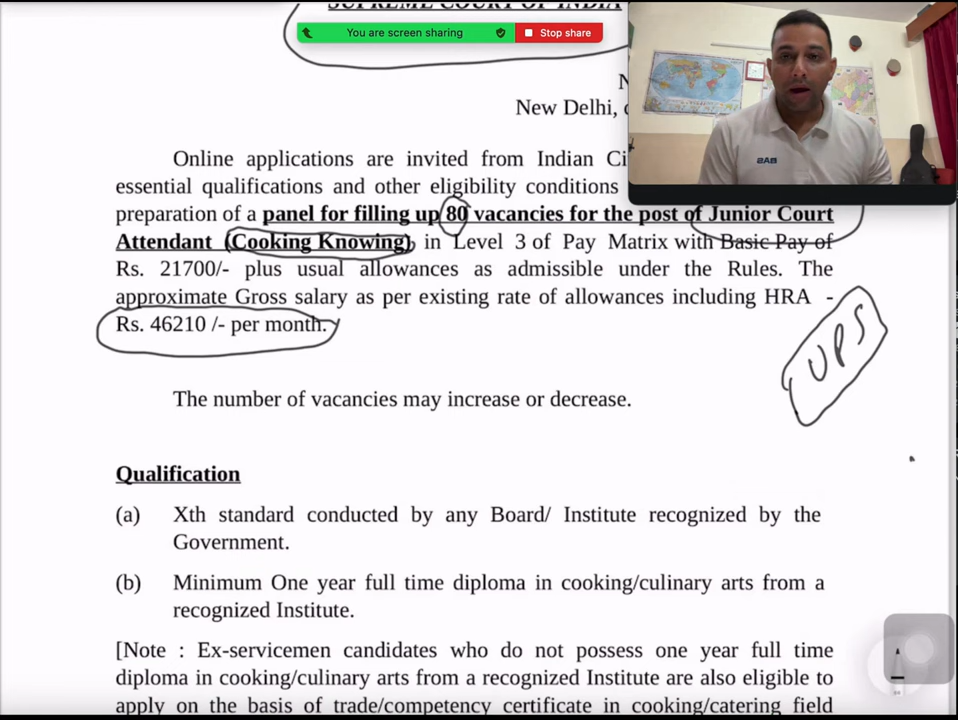 SUPREME COURT OF INDIA
You are screen sharing
Stop share
New Delhi,
Online applications are invited from Indian
essential qualifications and other eligibility conditions
preparation of a panel for filling up 80 vacancies for the post of Junior Court
Attendant (Cooking Knowing), in Level 3 of Pay Matrix with Basic Pay of
Rs. 21700/- plus usual allowances as admissible under the Rules. The
approximate Gross salary as per existing rate of allowances including HRA -
Rs. 46210 /- per month.
UPS
The number of vacancies may increase or decrease.
Qualification
(a) Xth standard conducted by any Board/ Institute recognized by the
Government.
(b) Minimum One year full time diploma in cooking/culinary arts from a
recognized Institute.
[Note : Ex-servicemen candidates who do not possess one year full time
diploma in cooking/culinary arts from a recognized Institute are also eligible to
apply on the basis of trade/competency certificate in cooking/catering field